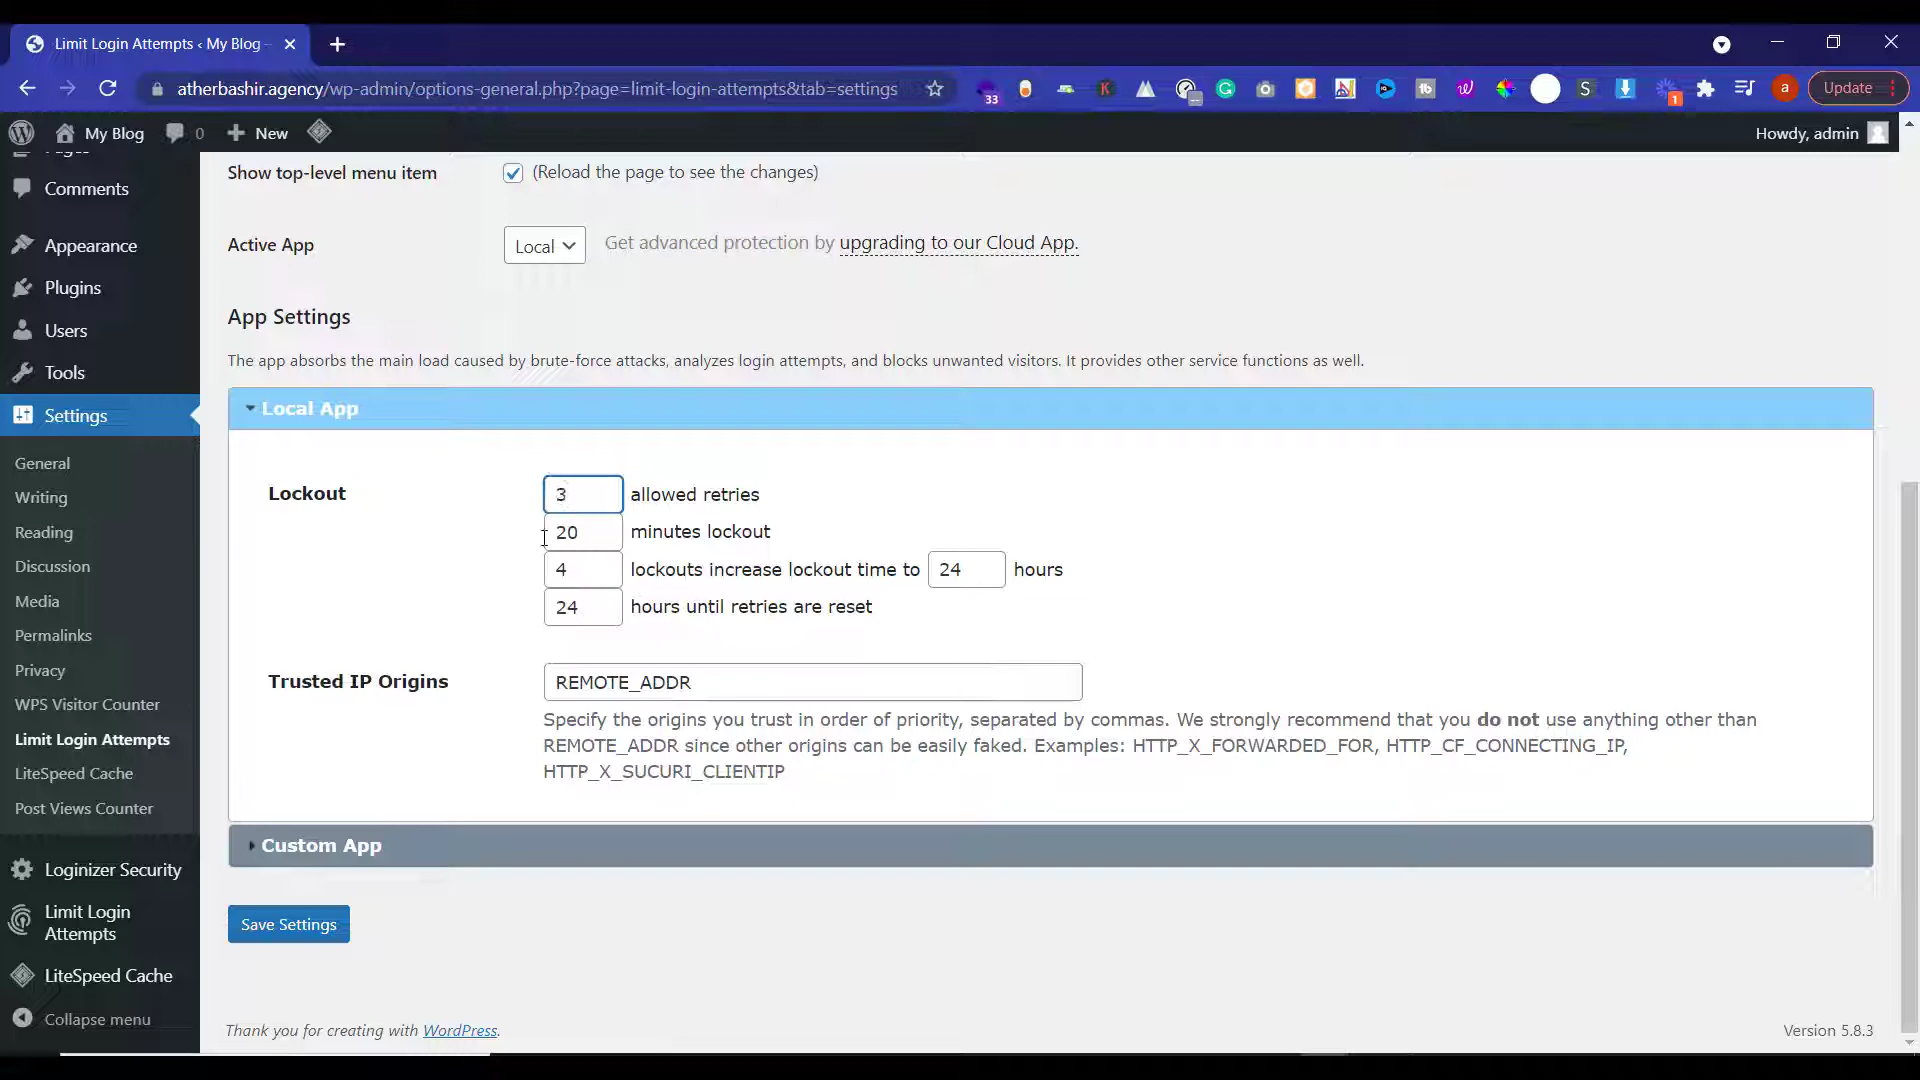 Limit Login Attempts ‹ My Blog -
atherbashir.agency/wp-admin/options-general.php?page=limit-login-attempts&tab=settings
33
1
a
Update
My Blog
0
New
Howdy, admin
Pages
Comments
Appearance
Plugins
Users
Tools
Settings
General
Writing
Reading
Discussion
Media
Permalinks
Privacy
WPS Visitor Counter
Limit Login Attempts
LiteSpeed Cache
Post Views Counter
Loginizer Security
Limit Login
Attempts
LiteSpeed Cache
Collapse menu
Show top-level menu item
(Reload the page to see the changes)
Active App
Local
Get advanced protection by upgrading to our Cloud App.
App Settings
The app absorbs the main load caused by brute-force attacks, analyzes login attempts, and blocks unwanted visitors. It provides other service functions as well.
Local App
Lockout
3 allowed retries
20 minutes lockout
4 lockouts increase lockout time to 24 hours
24 hours until retries are reset
Trusted IP Origins
REMOTE_ADDR
Specify the origins you trust in order of priority, separated by commas. We strongly recommend that you do not use anything other than
REMOTE_ADDR since other origins can be easily faked. Examples: HTTP_X_FORWARDED_FOR, HTTP_CF_CONNECTING_IP,
HTTP_X_SUCURI_CLIENTIP
Custom App
Save Settings
Thank you for creating with WordPress.
Version 5.8.3